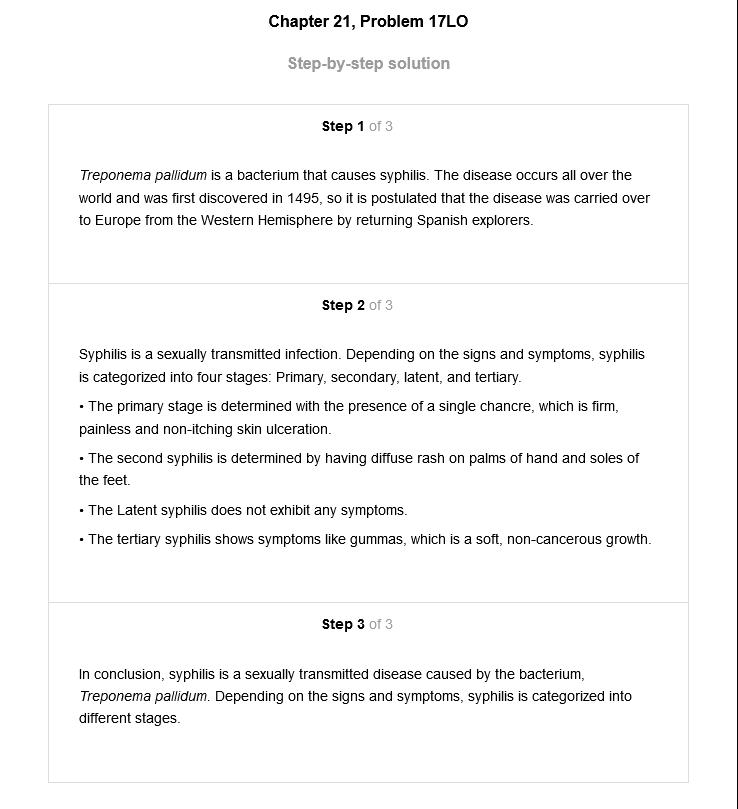 Chapter 21, Problem 17LO
Step-by-step solution
Step 1 of 3
Treponema pallidum is a bacterium that causes syphilis. The disease occurs all over the
world and was first discovered in 1495, so it is postulated that the disease was carried over
to Europe from the Western Hemisphere by returning Spanish explorers.
Step 2 of 3
Syphilis is a sexually transmitted infection. Depending on the signs and symptoms, syphilis
is categorized into four stages: Primary, secondary, latent, and tertiary.
• The primary stage is determined with the presence of a single chancre, which is firm,
painless and non-itching skin ulceration.
• The second syphilis is determined by having diffuse rash on palms of hand and soles of
the feet.
• The Latent syphilis does not exhibit any symptoms.
• The tertiary syphilis shows symptoms like gummas, which is a soft, non-cancerous growth.
Step 3 of 3
In conclusion, syphilis is a sexually transmitted disease caused by the bacterium,
Treponema pallidum. Depending on the signs and symptoms, syphilis is categorized into
different stages.